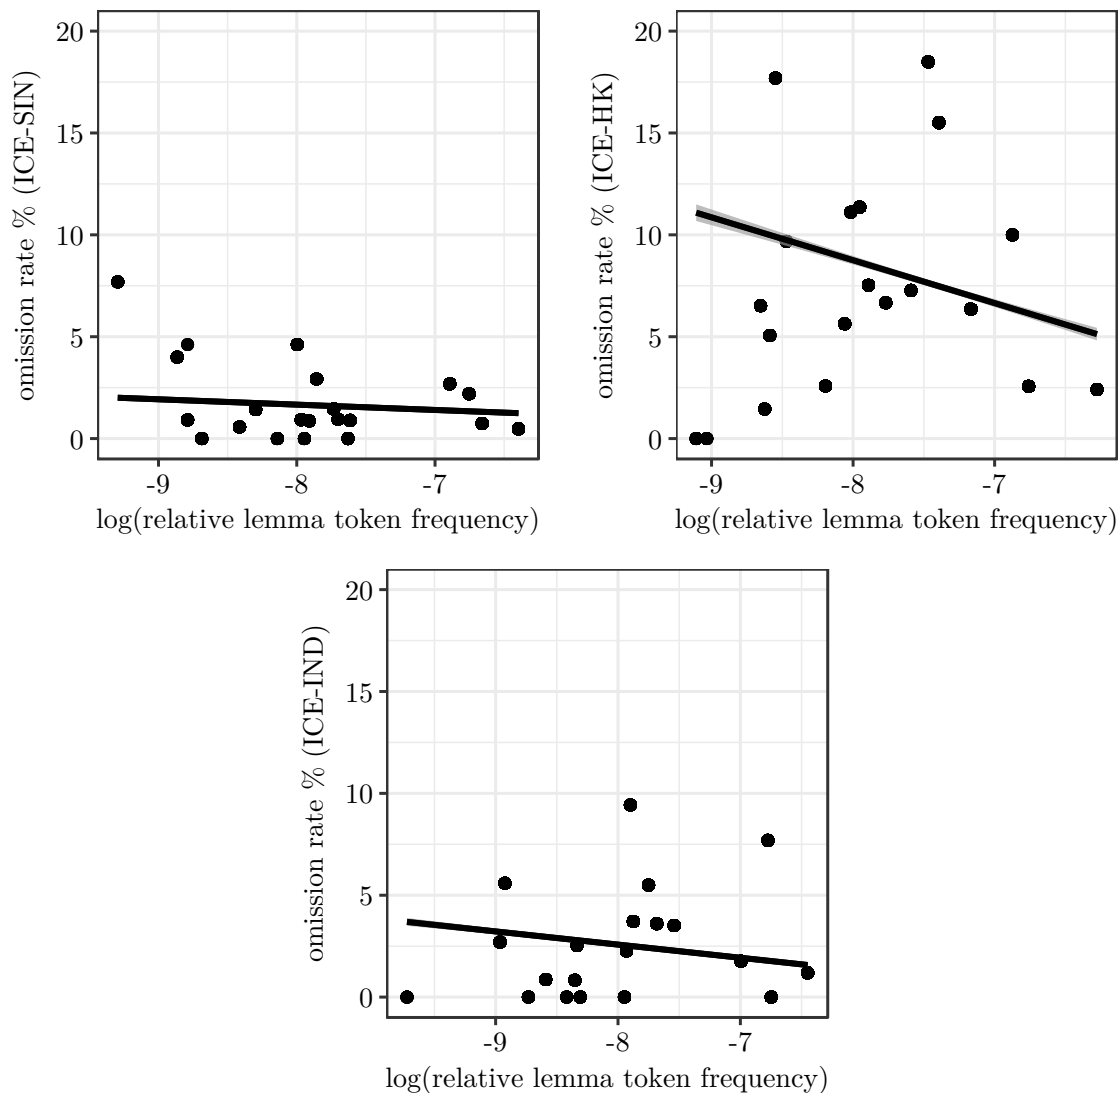 omission rate % (ICE-SIN)
20
15
10
5
0
-9 -8 -7
log(relative lemma token frequency)
omission rate % (ICE-HK)
20
15
10
5
0
-9 -8 -7
log(relative lemma token frequency)
omission rate % (ICE-IND)
20
15
10
5
0
-9 -8 -7
log(relative lemma token frequency)